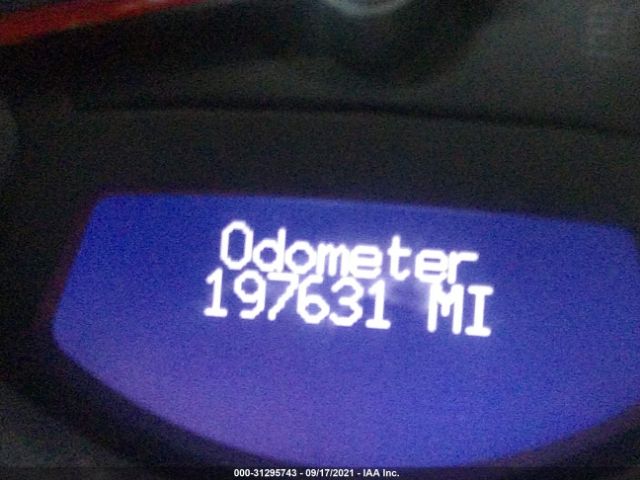 Odometer
197631 MI
000-31295743 - 09/17/2021 - IAA Inc.